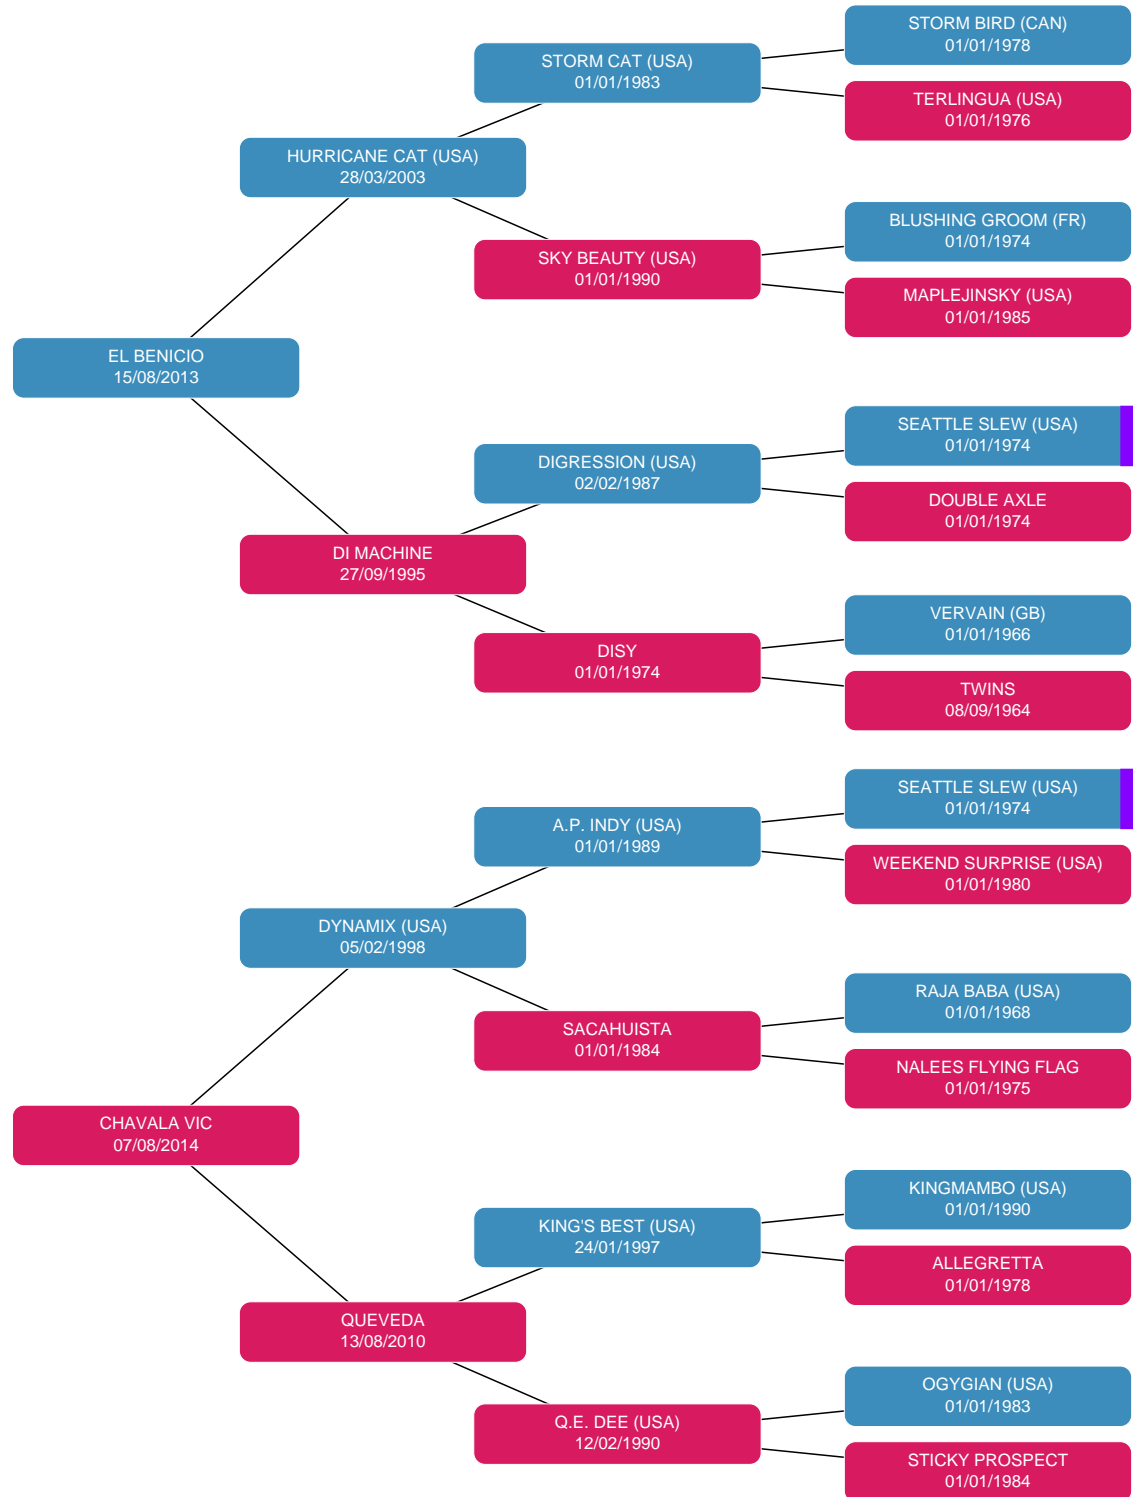 STORM BIRD (CAN)
01/01/1978
STORM CAT (USA)
01/01/1983
TERLINGUA (USA)
01/01/1976
HURRICANE CAT (USA)
28/03/2003
BLUSHING GROOM (FR)
01/01/1974
SKY BEAUTY (USA)
01/01/1990
MAPLEJINSKY (USA)
01/01/1985
EL BENICIO
15/08/2013
SEATTLE SLEW (USA)
01/01/1974
DIGRESSION (USA)
02/02/1987
DOUBLE AXLE
01/01/1974
DI MACHINE
27/09/1995
VERVAIN (GB)
01/01/1966
DISY
01/01/1974
TWINS
08/09/1964
SEATTLE SLEW (USA)
01/01/1974
A.P. INDY (USA)
01/01/1989
WEEKEND SURPRISE (USA)
01/01/1980
DYNAMIX (USA)
05/02/1998
RAJA BABA (USA)
01/01/1968
SACAHUISTA
01/01/1984
NALEES FLYING FLAG
01/01/1975
CHAVALA VIC
07/08/2014
KINGMAMBO (USA)
01/01/1990
KING'S BEST (USA)
24/01/1997
ALLEGRETTA
01/01/1978
QUEVEDA
13/08/2010
OGYGIAN (USA)
01/01/1983
Q.E. DEE (USA)
12/02/1990
STICKY PROSPECT
01/01/1984